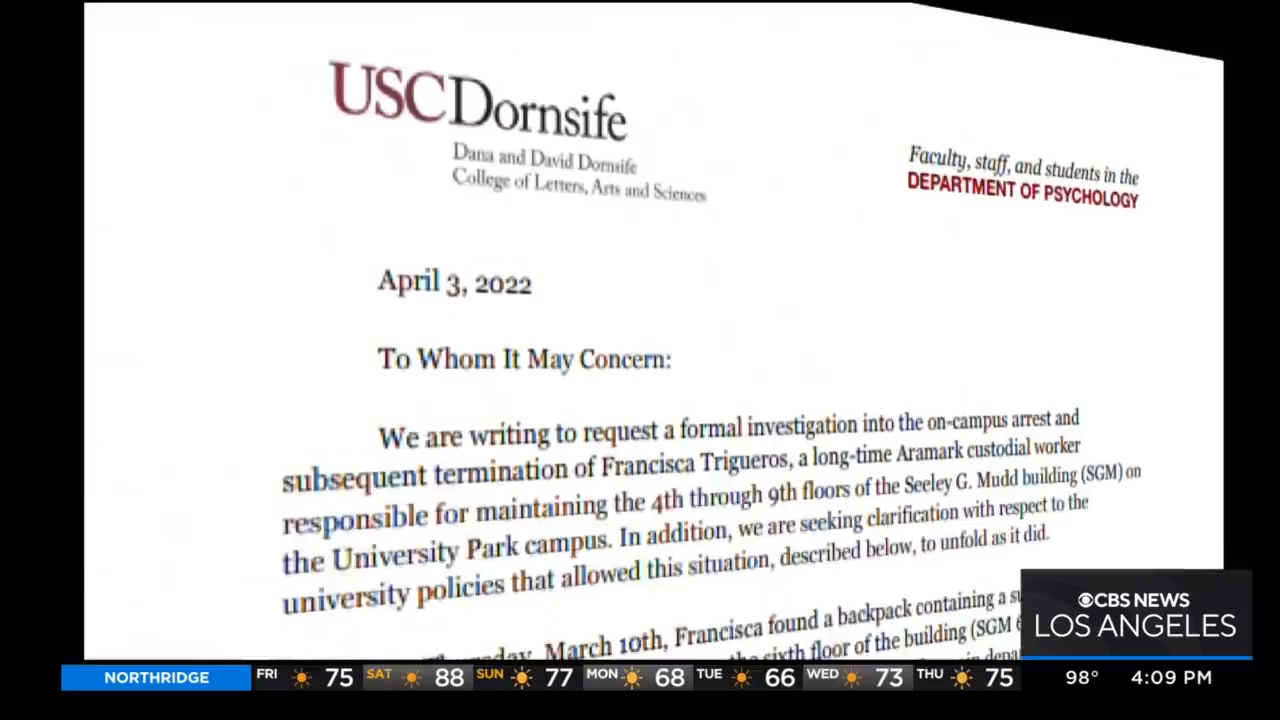 USCDornsife
Dana and David Dornsife
College of Letters, Arts and Sciences
Faculty, staff, and students in the
DEPARTMENT OF PSYCHOLOGY
April 3, 2022
To Whom It May Concern:
We are writing to request a formal investigation into the on-campus arrest and
subsequent termination of Francisca Trigueros, a long-time Aramark custodial worker
responsible for maintaining the 4th through 9th floors of the Seeley G. Mudd building (SGM) on
the University Park campus. In addition, we are seeking clarification with respect to the
university policies that allowed this situation, described below, to unfold as it did.
March 10th, Francisca found a backpack containing a
sixth floor of the building (SGM
CBS NEWS
LOS ANGELES
NORTHRIDGE FRI 75 SAT 88 SUN 77 MON 68 TUE 66 WED 73 THU 75 98° 4:09 PM